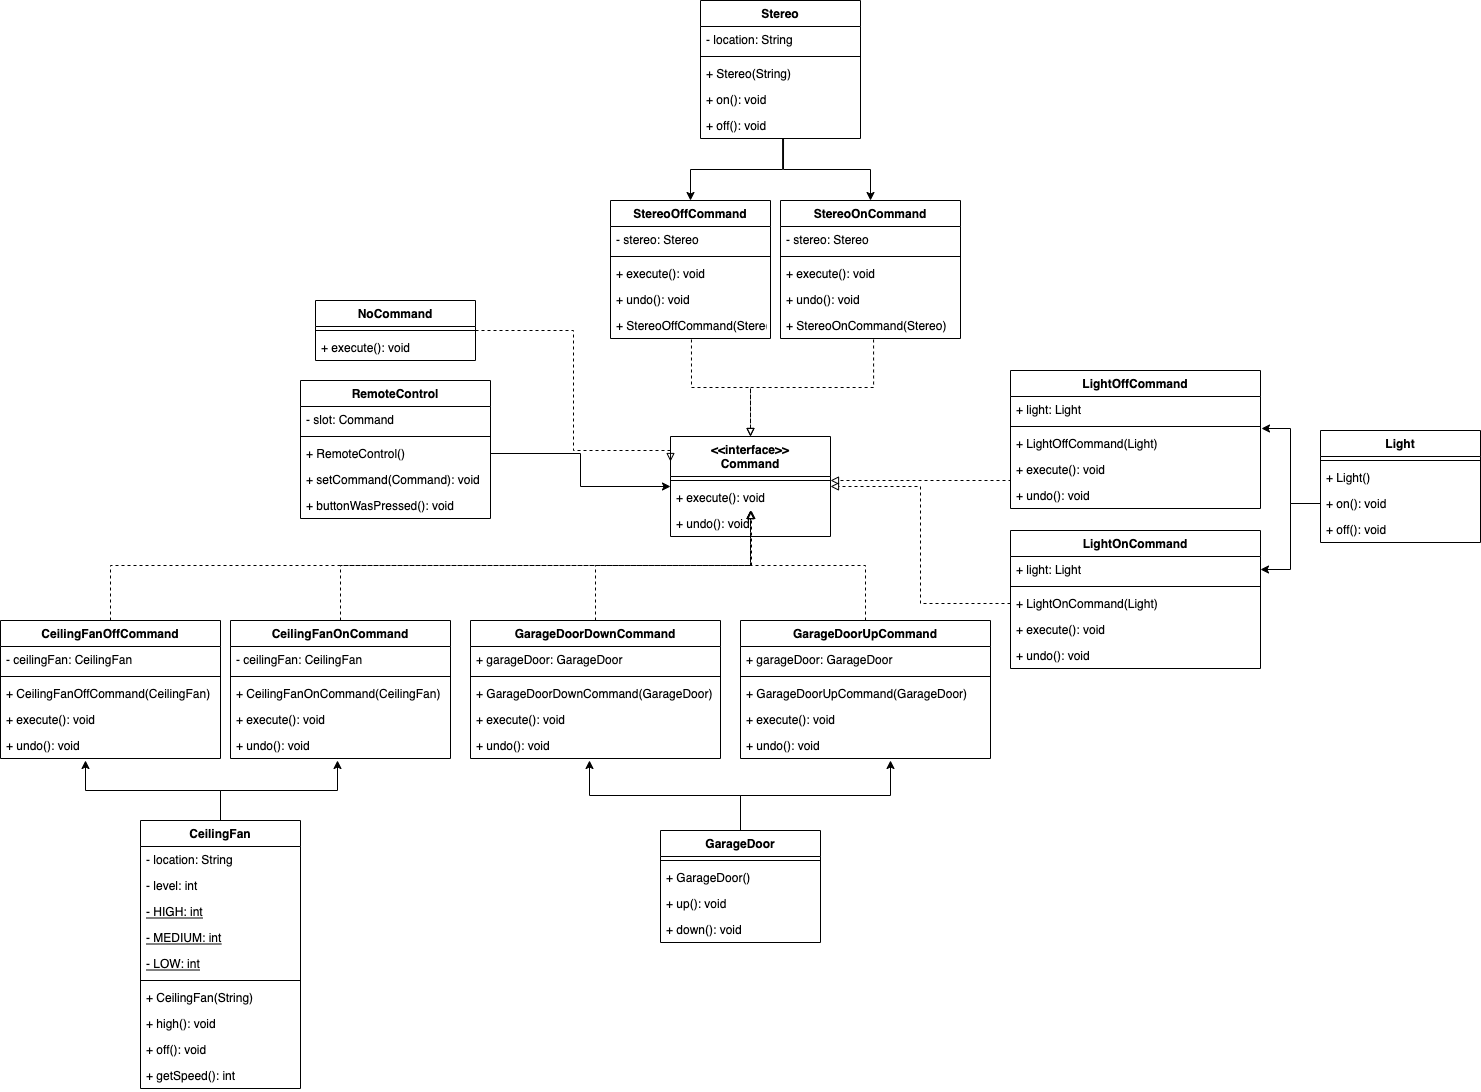 Stereo
- location: String
+ Stereo(String)
+ on(): void
+ off(): void
StereoOffCommand
- stereo: Stereo
+ execute(): void
+ undo(): void
+ StereoOffCommand(Stere
StereoOnCommand
- stereo: Stereo
+ execute(): void
+ undo(): void
+ StereoOnCommand(Stereo)
NoCommand
+ execute(): void
RemoteControl
- slot: Command
+ RemoteControl()
+ setCommand(Command): void
+ buttonWasPressed(): void
<<interface>>
Command
+ execute(): void
+ undo(): void
LightOffCommand
+ light: Light
+ LightOffCommand(Light)
+ execute(): void
+ undo(): void
Light
+ Light()
+ on(): void
+ off(): void
LightOnCommand
+ light: Light
+ LightOnCommand(Light)
+ execute(): void
+ undo(): void
CeilingFanOffCommand
- ceilingFan: CeilingFan
+ CeilingFanOffCommand(CeilingFan)
+ execute(): void
+ undo(): void
CeilingFanOnCommand
- ceilingFan: CeilingFan
+ CeilingFanOnCommand(CeilingFan)
+ execute(): void
+ undo(): void
GarageDoorDownCommand
+ garageDoor: GarageDoor
+ GarageDoorDownCommand(GarageDoor)
+ execute(): void
+ undo(): void
GarageDoorUpCommand
+ garageDoor: GarageDoor
+ GarageDoorUpCommand(GarageDoor)
+ execute(): void
+ undo(): void
CeilingFan
- location: String
- level: int
- HIGH: int
- MEDIUM: int
- LOW: int
+ CeilingFan(String)
+ high(): void
+ off(): void
+ getSpeed(): int
GarageDoor
+ GarageDoor()
+ up(): void
+ down(): void